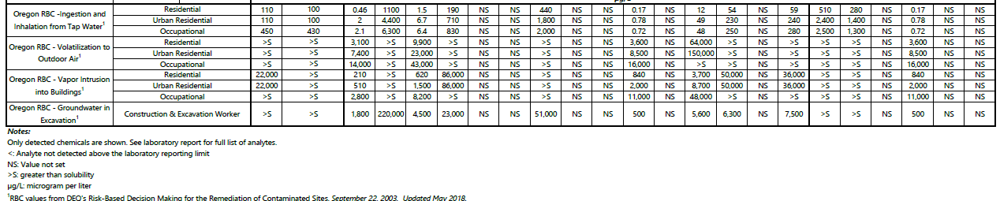 Oregon RBC -Ingestion and Inhalation from Tap Water¹
Residential 110 100 0.46 1100 1.5 190 NS NS 440 NS NS 0.17 NS 12 54 NS 59 510 280 NS 0.17 NS NS
Urban Residential 110 100 2 4,400 6.7 710 NS NS 1,800 NS NS 0.78 NS 49 230 NS 240 2,400 1,400 NS 0.78 NS NS
Occupational 450 430 2.1 6,300 6.4 830 NS NS 2,000 NS NS 0.72 NS 48 250 NS 280 2,500 1,300 NS 0.72 NS NS
Oregon RBC - Volatilization to Outdoor Air¹
Residential >S >S 3,100 >S 9,900 >S NS NS >S NS NS 3,600 NS 64,000 >S NS >S >S >S NS 3,600 NS NS
Urban Residential >S >S 7,400 >S 23,000 >S NS NS >S NS NS 8,500 NS 150,000 >S NS >S >S >S NS 8,500 NS NS
Occupational >S >S 14,000 >S 43,000 >S NS NS >S NS NS 16,000 NS >S >S NS >S >S >S NS 16,000 NS NS
Oregon RBC - Vapor Intrusion into Buildings¹
Residential 22,000 >S 210 >S 620 86,000 NS NS >S NS NS 840 NS 3,700 50,000 NS 36,000 >S >S NS 840 NS NS
Urban Residential 22,000 >S 510 >S 1,500 86,000 NS NS >S NS NS 2,000 NS 8,700 50,000 NS 36,000 >S >S NS 2,000 NS NS
Occupational >S >S 2,800 >S 8,200 >S NS NS >S NS NS 11,000 NS 48,000 >S NS >S >S >S NS 11,000 NS NS
Oregon RBC - Groundwater in Excavation¹
Construction & Excavation Worker >S >S 1,800 220,000 4,500 23,000 NS NS 51,000 NS NS 500 NS 5,600 6,300 NS 7,500 >S >S NS 500 NS NS
Notes:
Only detected chemicals are shown. See laboratory report for full list of analytes.
<: Analyte not detected above the laboratory reporting limit
NS: Value not set
>S: greater than solubility
µg/L: microgram per liter
¹RBC values from DEQ's Risk-Based Decision Making for the Remediation of Contaminated Sites. September 22, 2003. Updated May 2018.